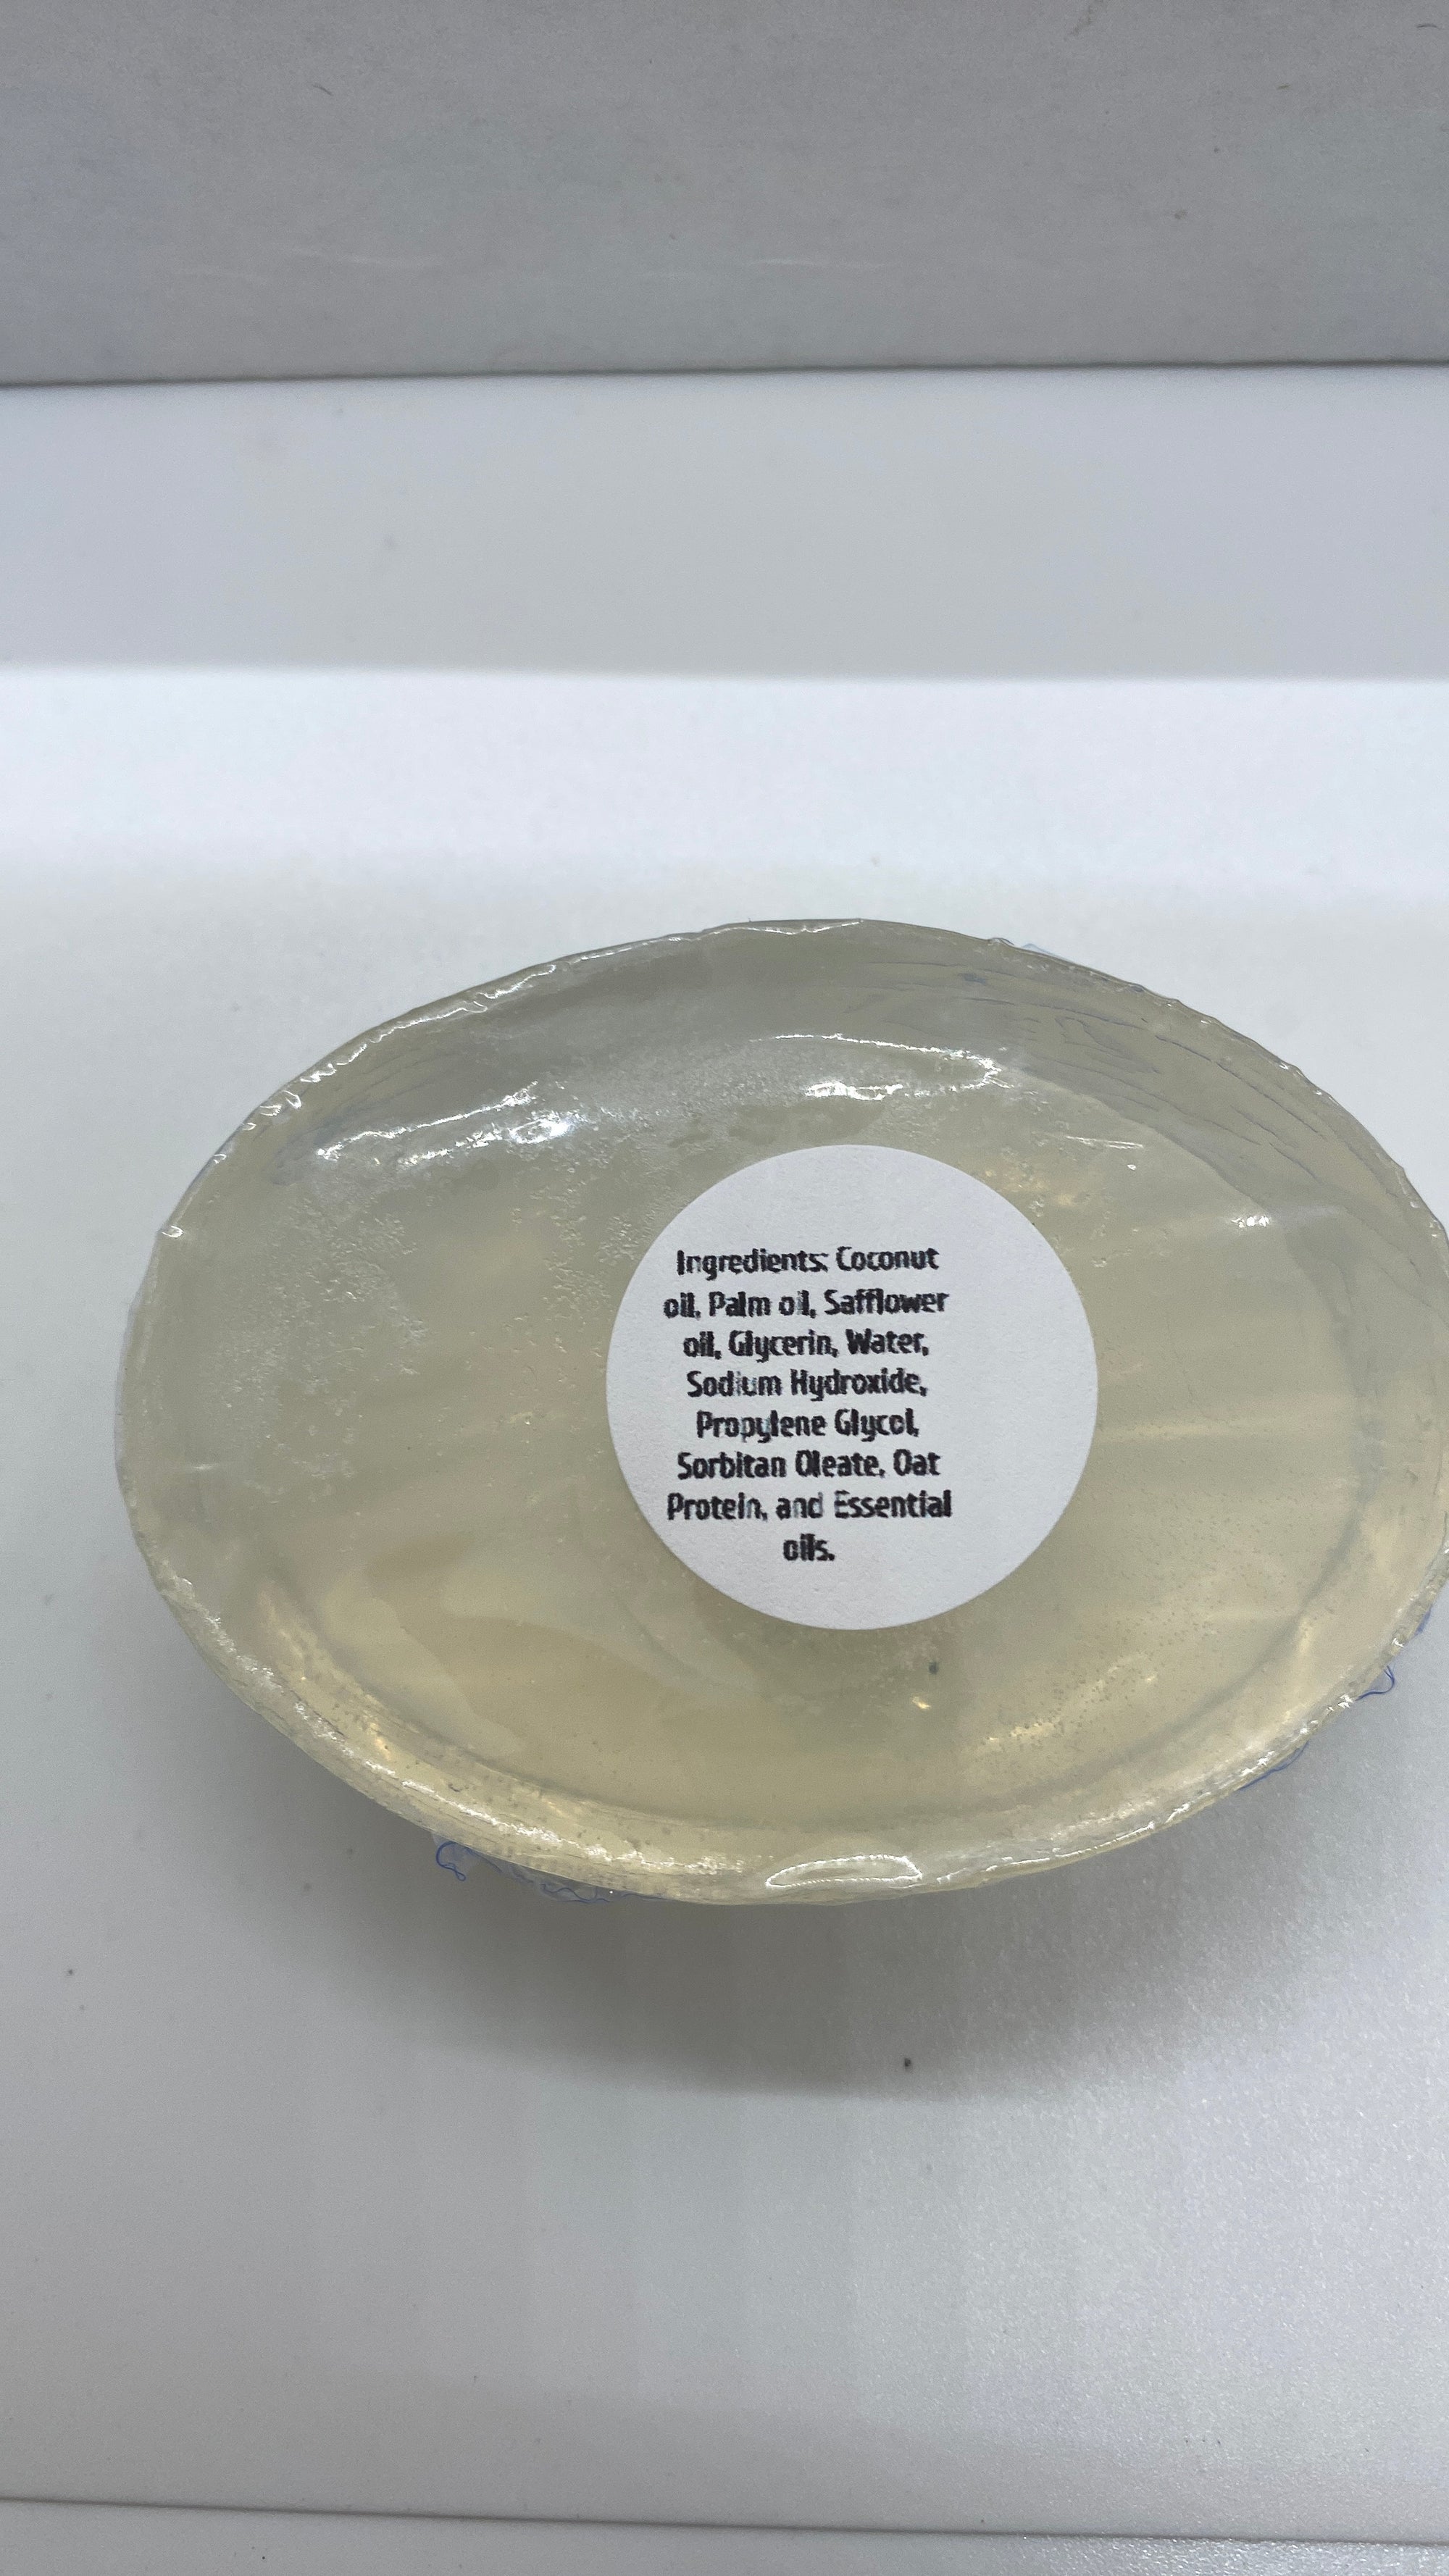 Ingredients: Coconut
oil, Palm oil, Safflower
oil, Glycerin, Water,
Sodium Hydroxide,
Propylene Glycol,
Sorbitan Oleate, Oat
Protein, and Essential
oils.